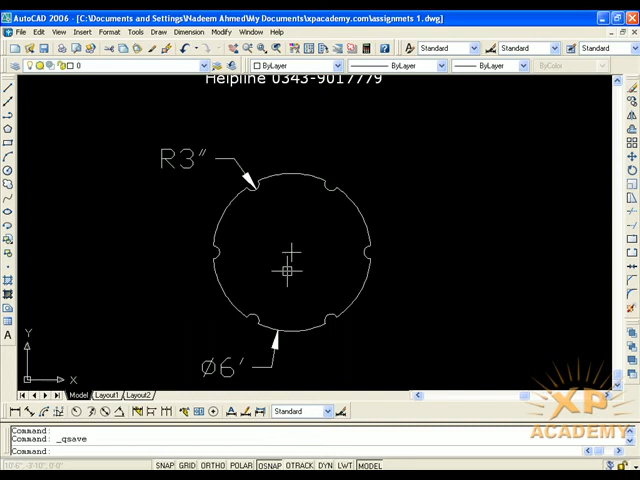 AutoCAD 2006 - [C:\Documents and Settings\Nadeem Ahmed\My Documents\xpacademy.com\assignmets 1.dwg]
File Edit View Insert Format Tools Draw Dimension Modify Window Help
Standard Standard Standard
0 ByLayer ByLayer ByLayer ByColor
Helpline 0343-9017779
R3"
Ø6'
Y
X
Model Layout1 Layout2
Standard
XP
ACADEMY
Command:
Command: _qsave
Command:
SNAP GRID ORTHO POLAR OSNAP OTRACK DYN LWT MODEL